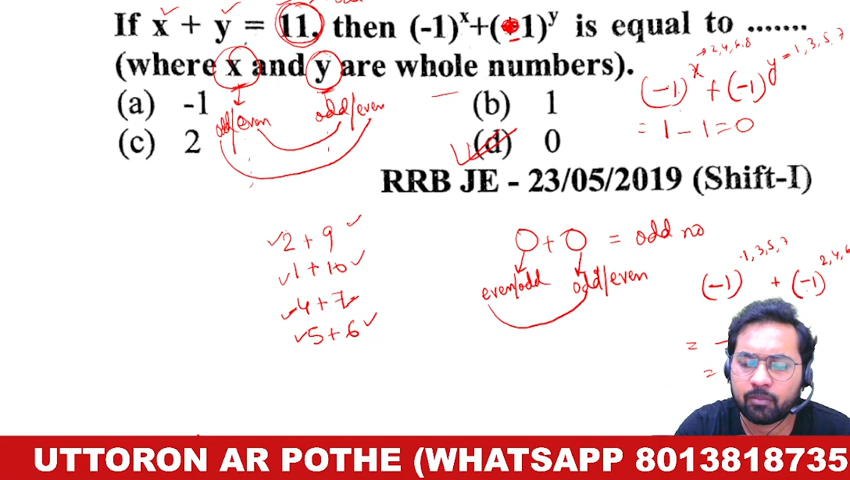 If x + y = 11. then (-1)ˣ+(-1)ʸ is equal to .......
(where x and y are whole numbers).
(a) -1
(b) 1
(c) 2
(d) 0
RRB JE - 23/05/2019 (Shift-I)
odd/even
odd/even
→2,4,6,8
y = 1, 3, 5, 7
(-1)ˣ + (-1)
= 1 - 1 = 0
2 + 9
1 + 10
4 + 7
5 + 6
+ = odd no
even/odd
odd/even
1, 3, 5, 7
2, 4, 6
(-1) + (-1)
= -
=
UTTORON AR POTHE (WHATSAPP 8013818735